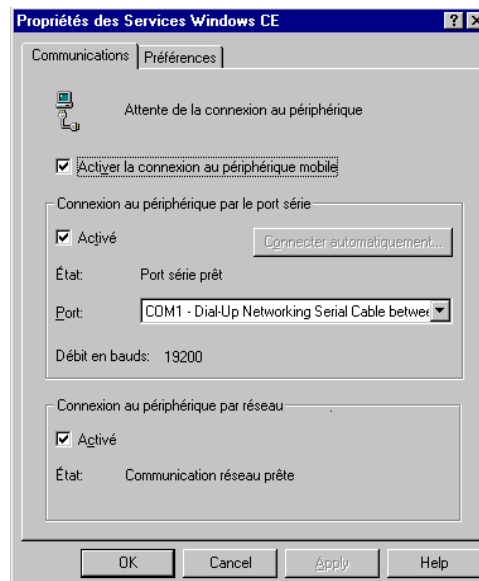 Propriétés des Services Windows CE
Communications Préférences
Attente de la connexion au périphérique
Activer la connexion au périphérique mobile
Connexion au périphérique par le port série
Activé Connecter automatiquement...
État: Port série prêt
Port: COM1 - Dial-Up Networking Serial Cable betwee
Débit en bauds: 19200
Connexion au périphérique par réseau
Activé
État: Communication réseau prête
OK Cancel Apply Help